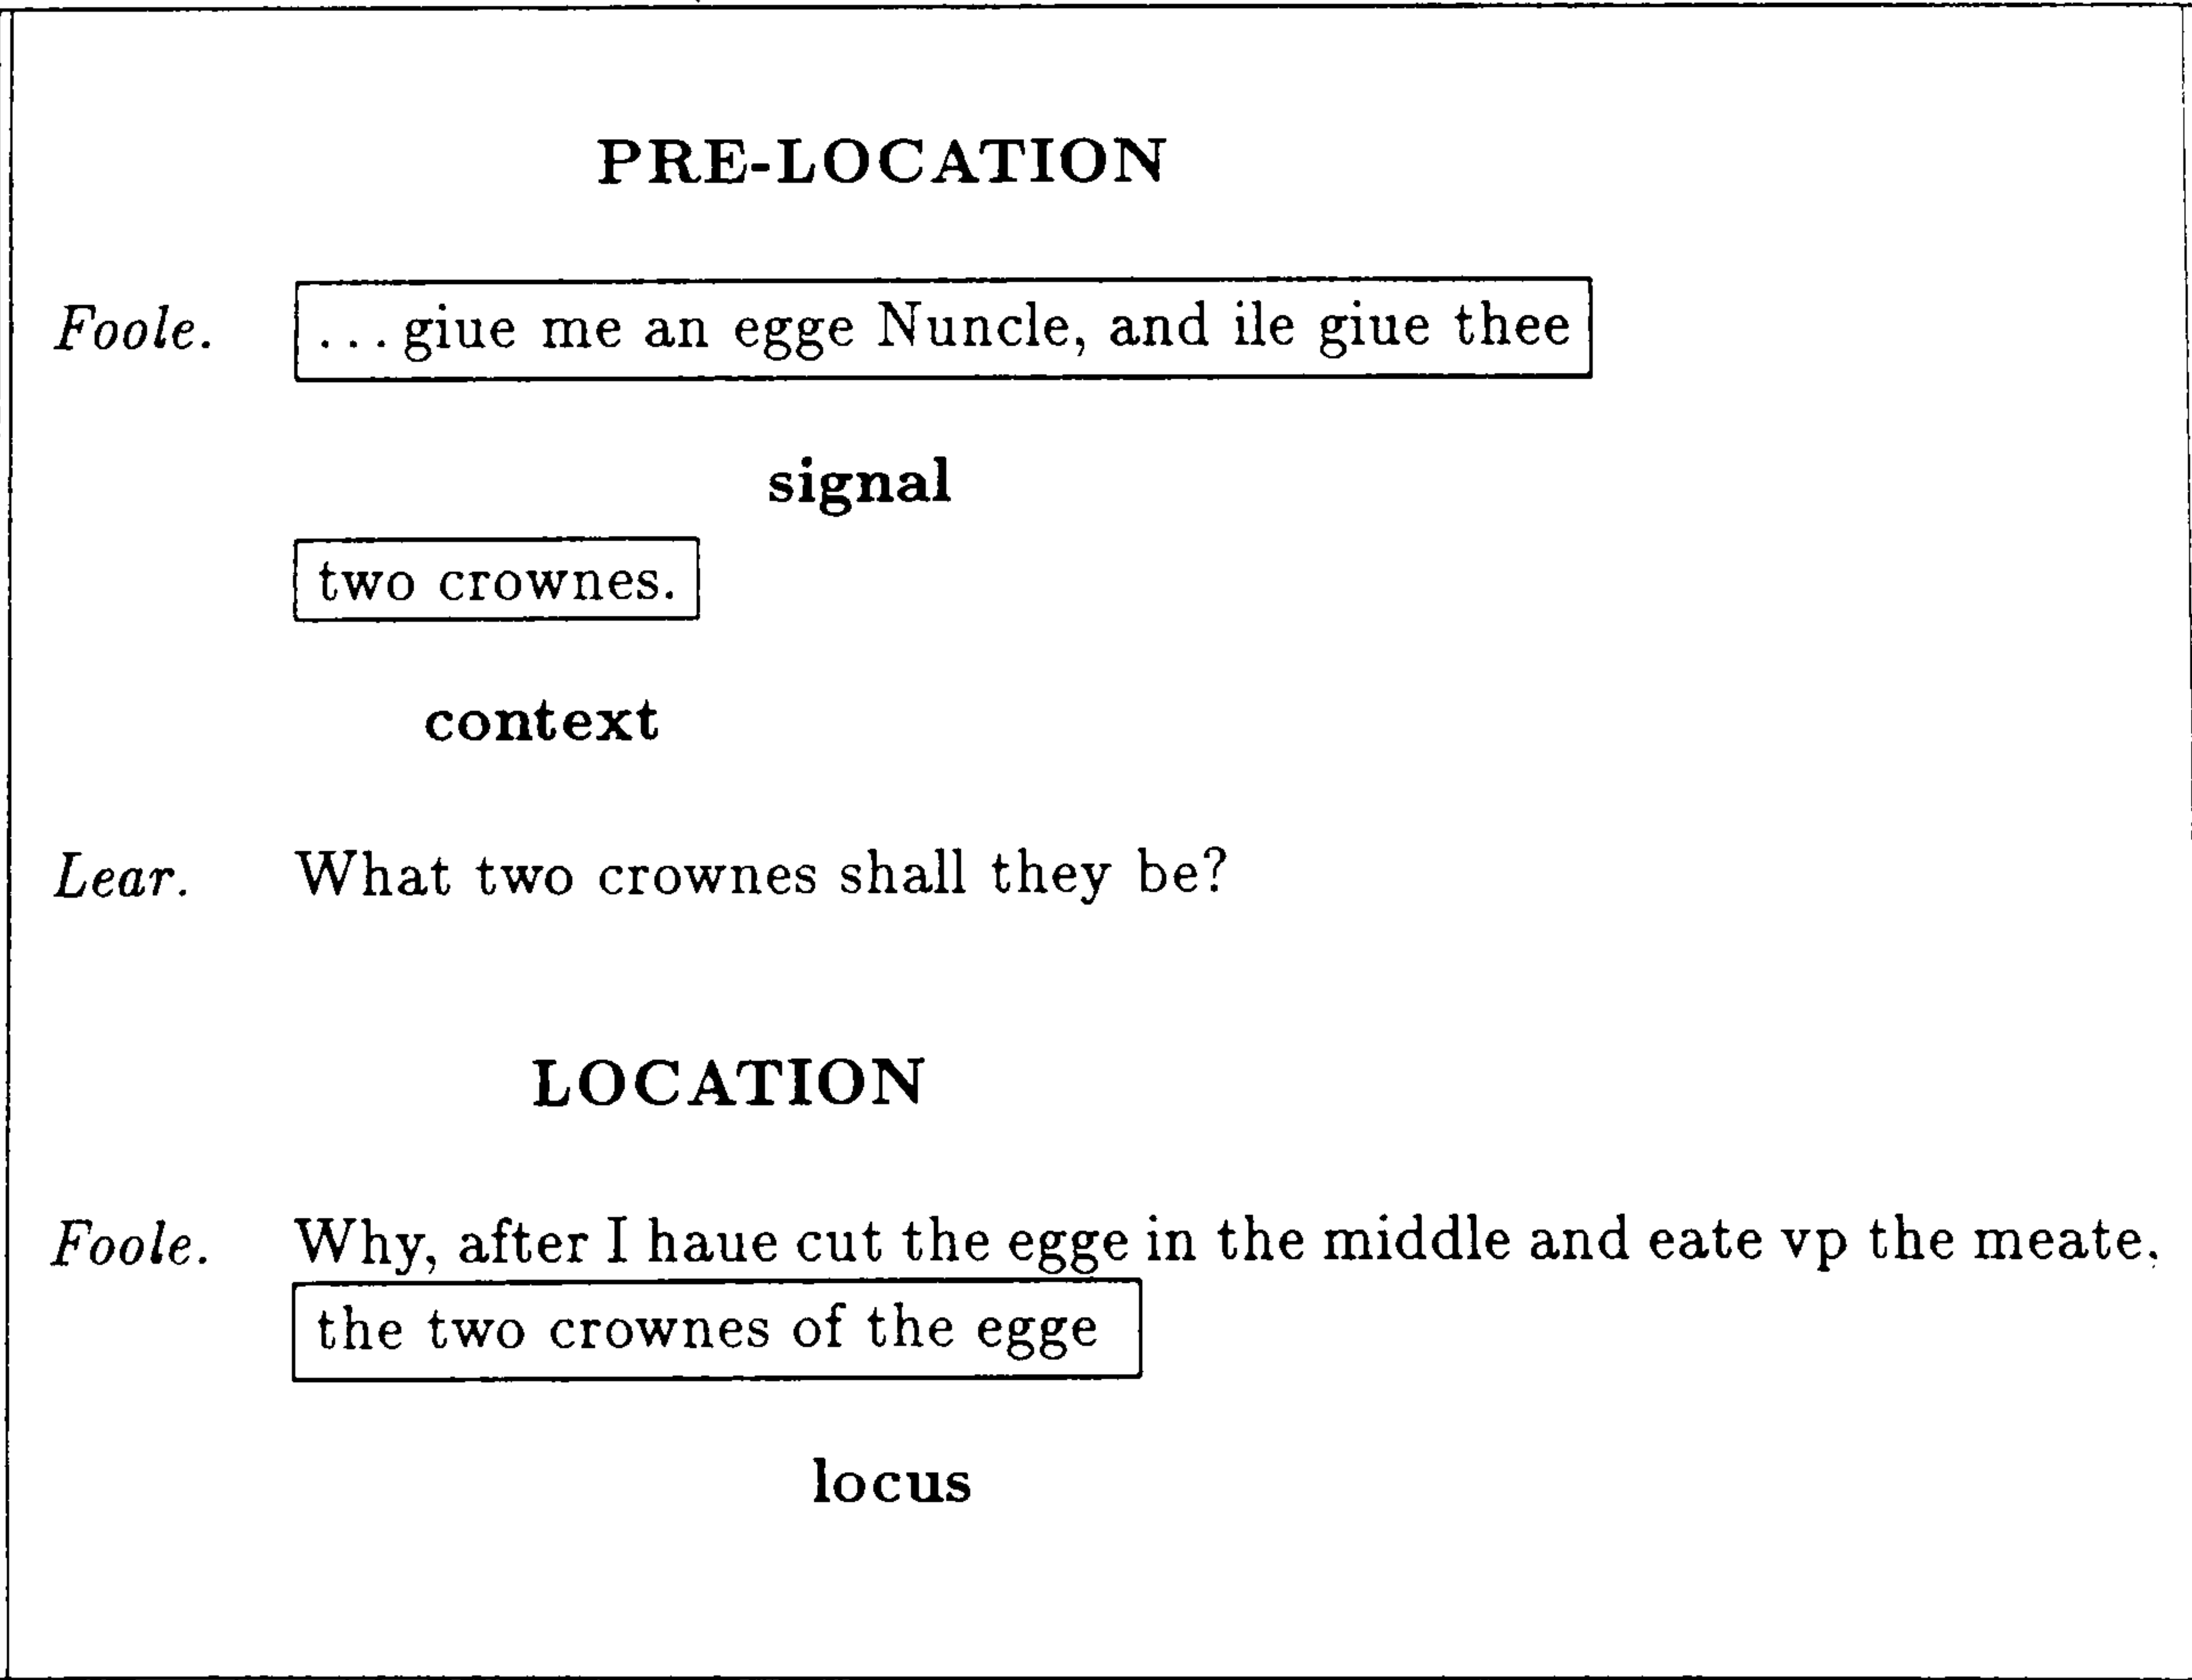 PRE-LOCATION
Foole. ... giue me an egge Nuncle, and ile giue thee
signal
two crownes.
context
Lear. What two crownes shall they be?
LOCATION
Foole. Why, after I haue cut the egge in the middle and eate vp the meate,
the two crownes of the egge
locus